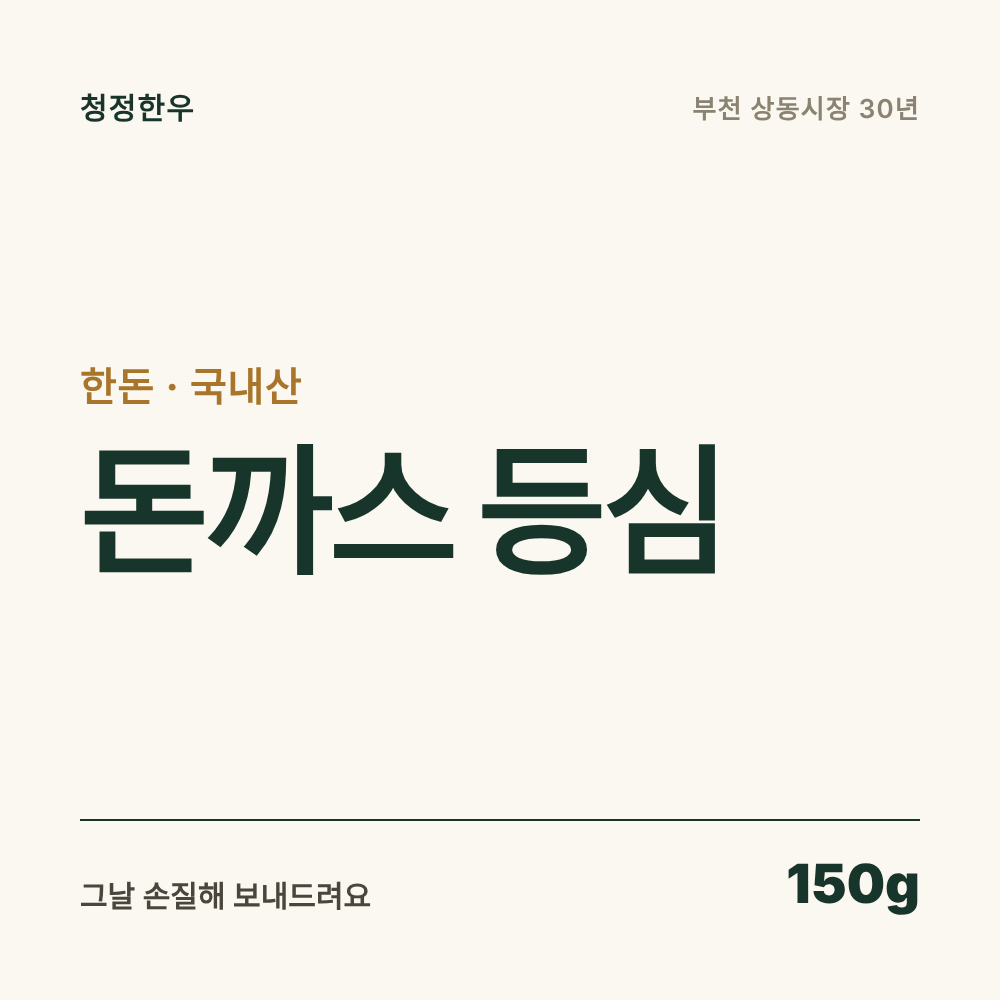 청정한우
부천 상동시장 30년
한돈 · 국내산
돈까스 등심
그날 손질해 보내드려요
150g